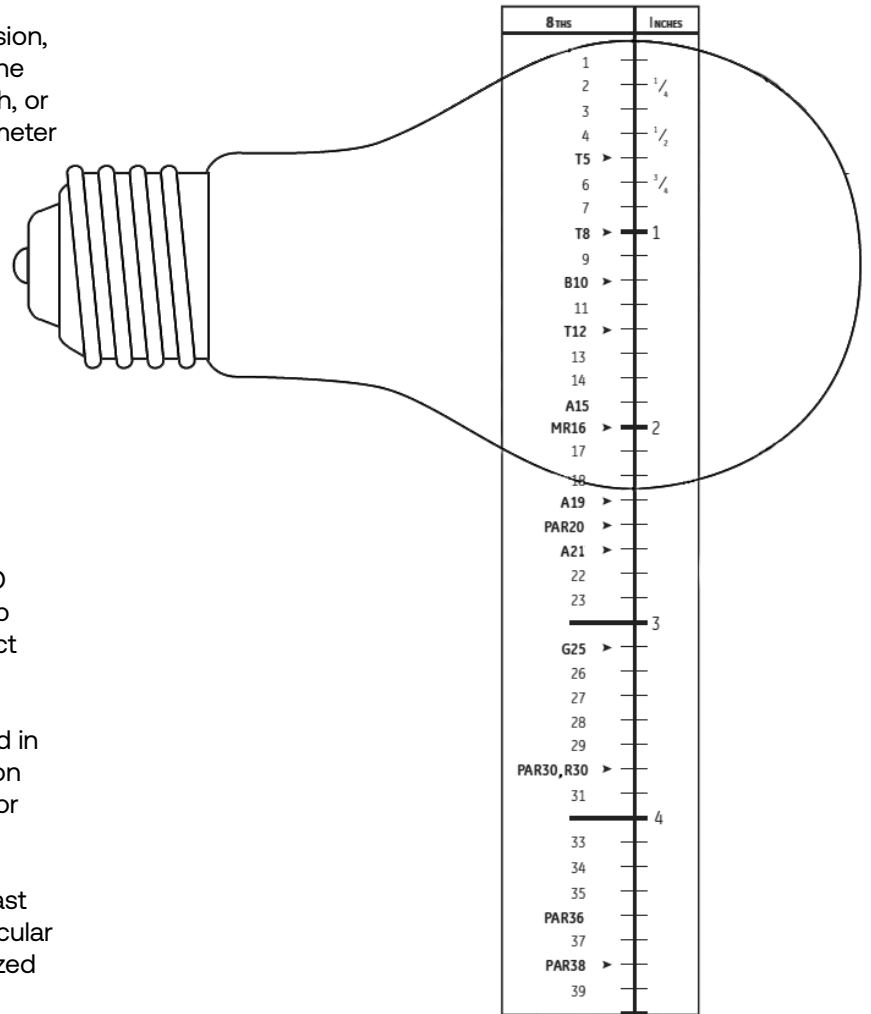 sion,
ne
h, or
meter
D
o
ct
d in
on
or
ast
cular
zed
8THS INCHES
1
2 1/4
3
4 1/2
T5 ➤
6 3/4
7
T8 ➤ 1
9
B10 ➤
11
T12 ➤
13
14
A15
MR16 ➤ 2
17
18
A19 ➤
PAR20 ➤
A21 ➤
22
23
3
G25 ➤
26
27
28
29
PAR30,R30 ➤
31
4
33
34
35
PAR36
37
PAR38 ➤
39